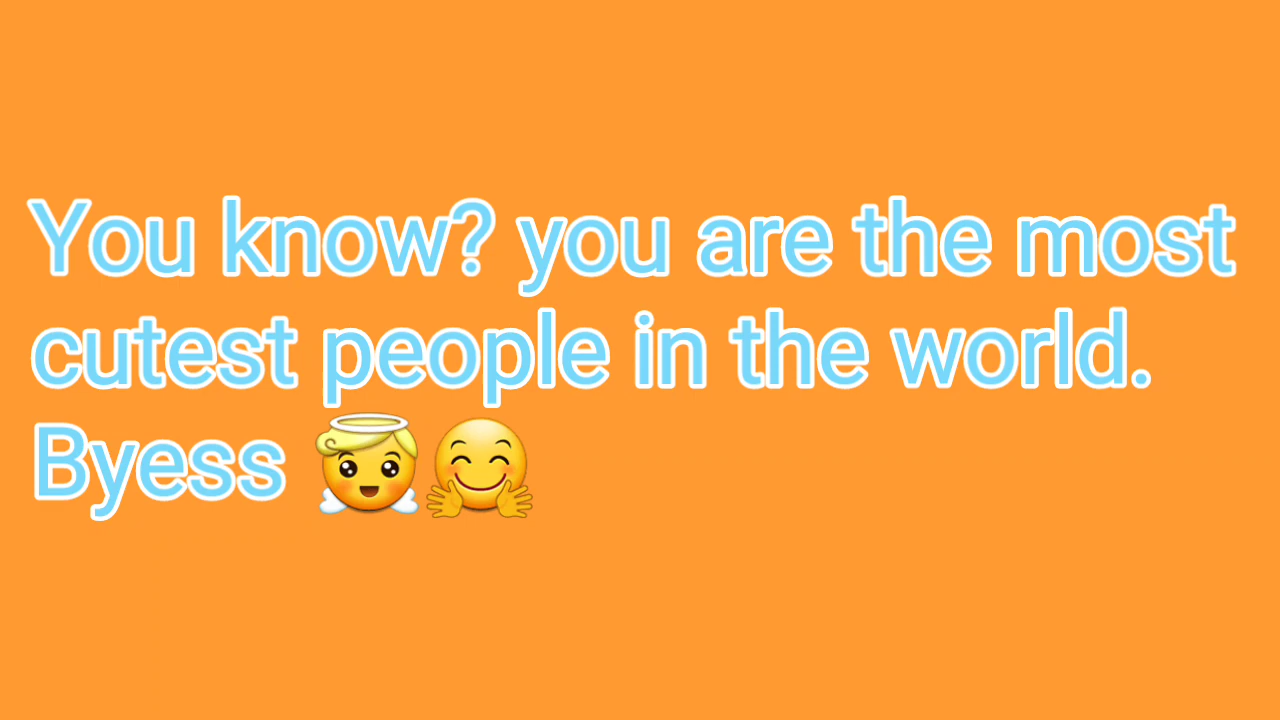 You know? you are the most
cutest people in the world.
Byess 😇🤗